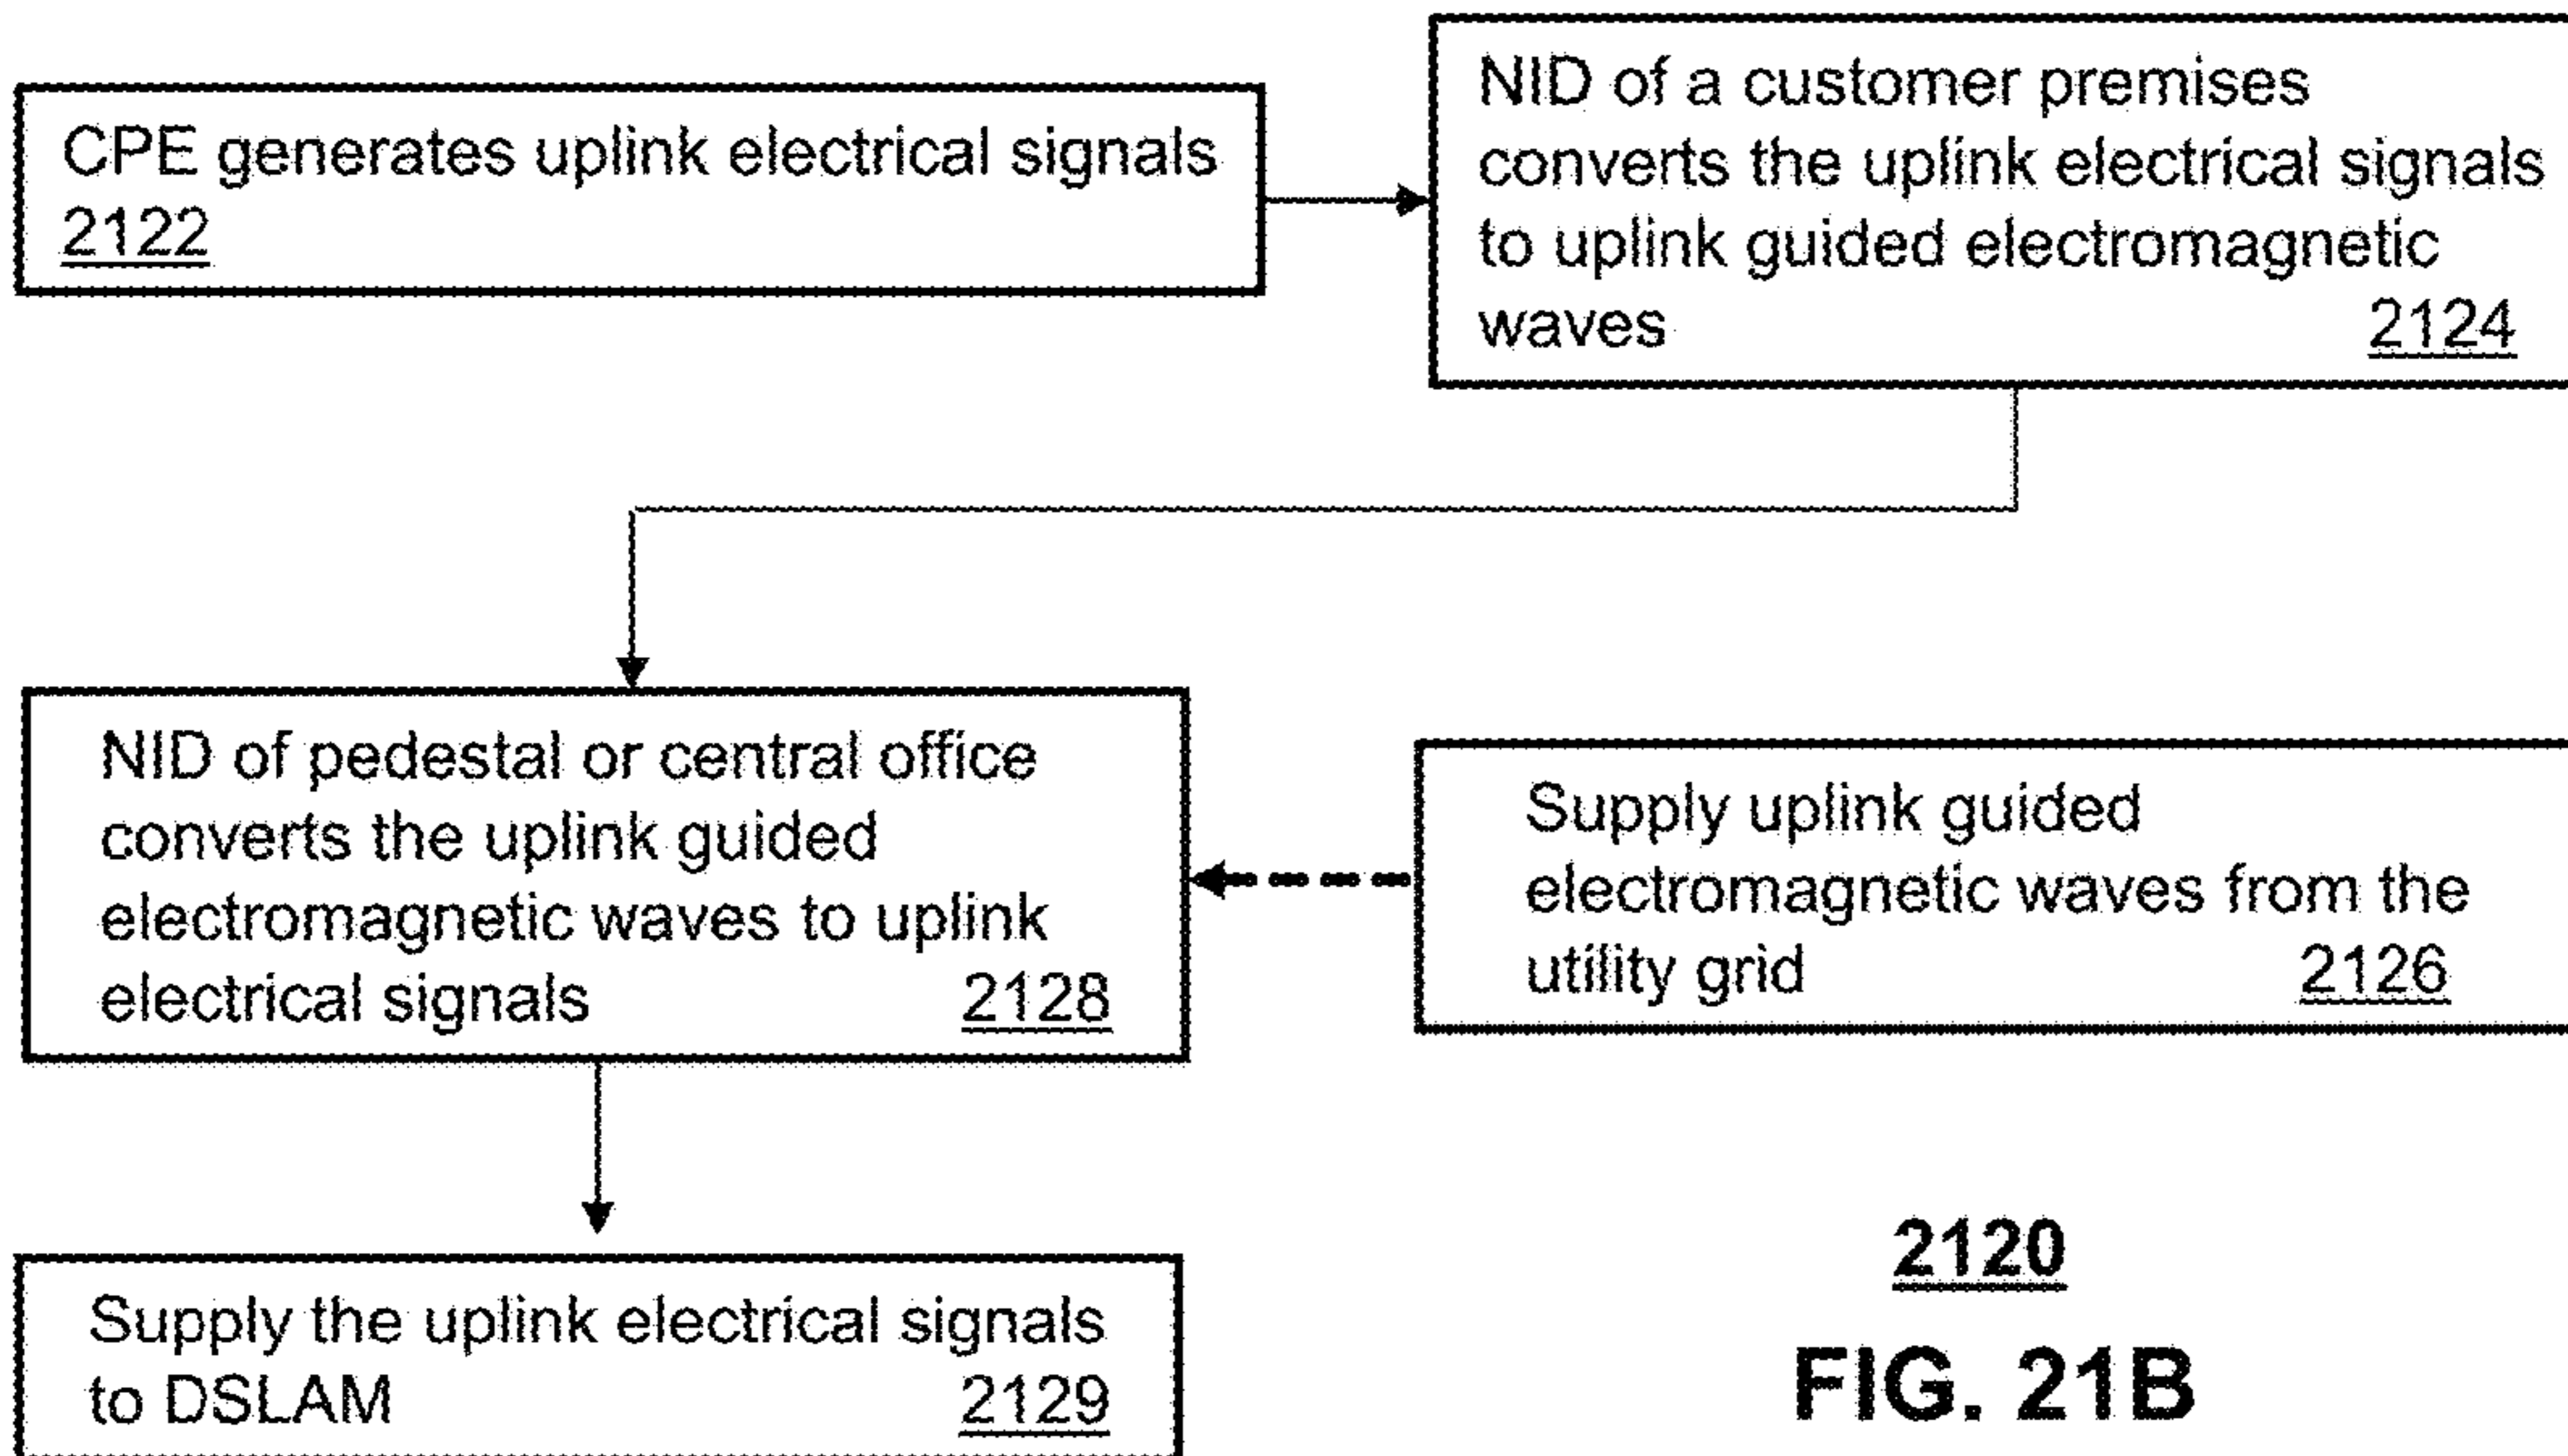 CPE generates uplink electrical signals
2122
NID of a customer premises
converts the uplink electrical signals
to uplink guided electromagnetic
waves 2124
NID of pedestal or central office
converts the uplink guided
electromagnetic waves to uplink
electrical signals 2128
Supply uplink guided
electromagnetic waves from the
utility grid 2126
Supply the uplink electrical signals
to DSLAM 2129
2120
FIG. 21B